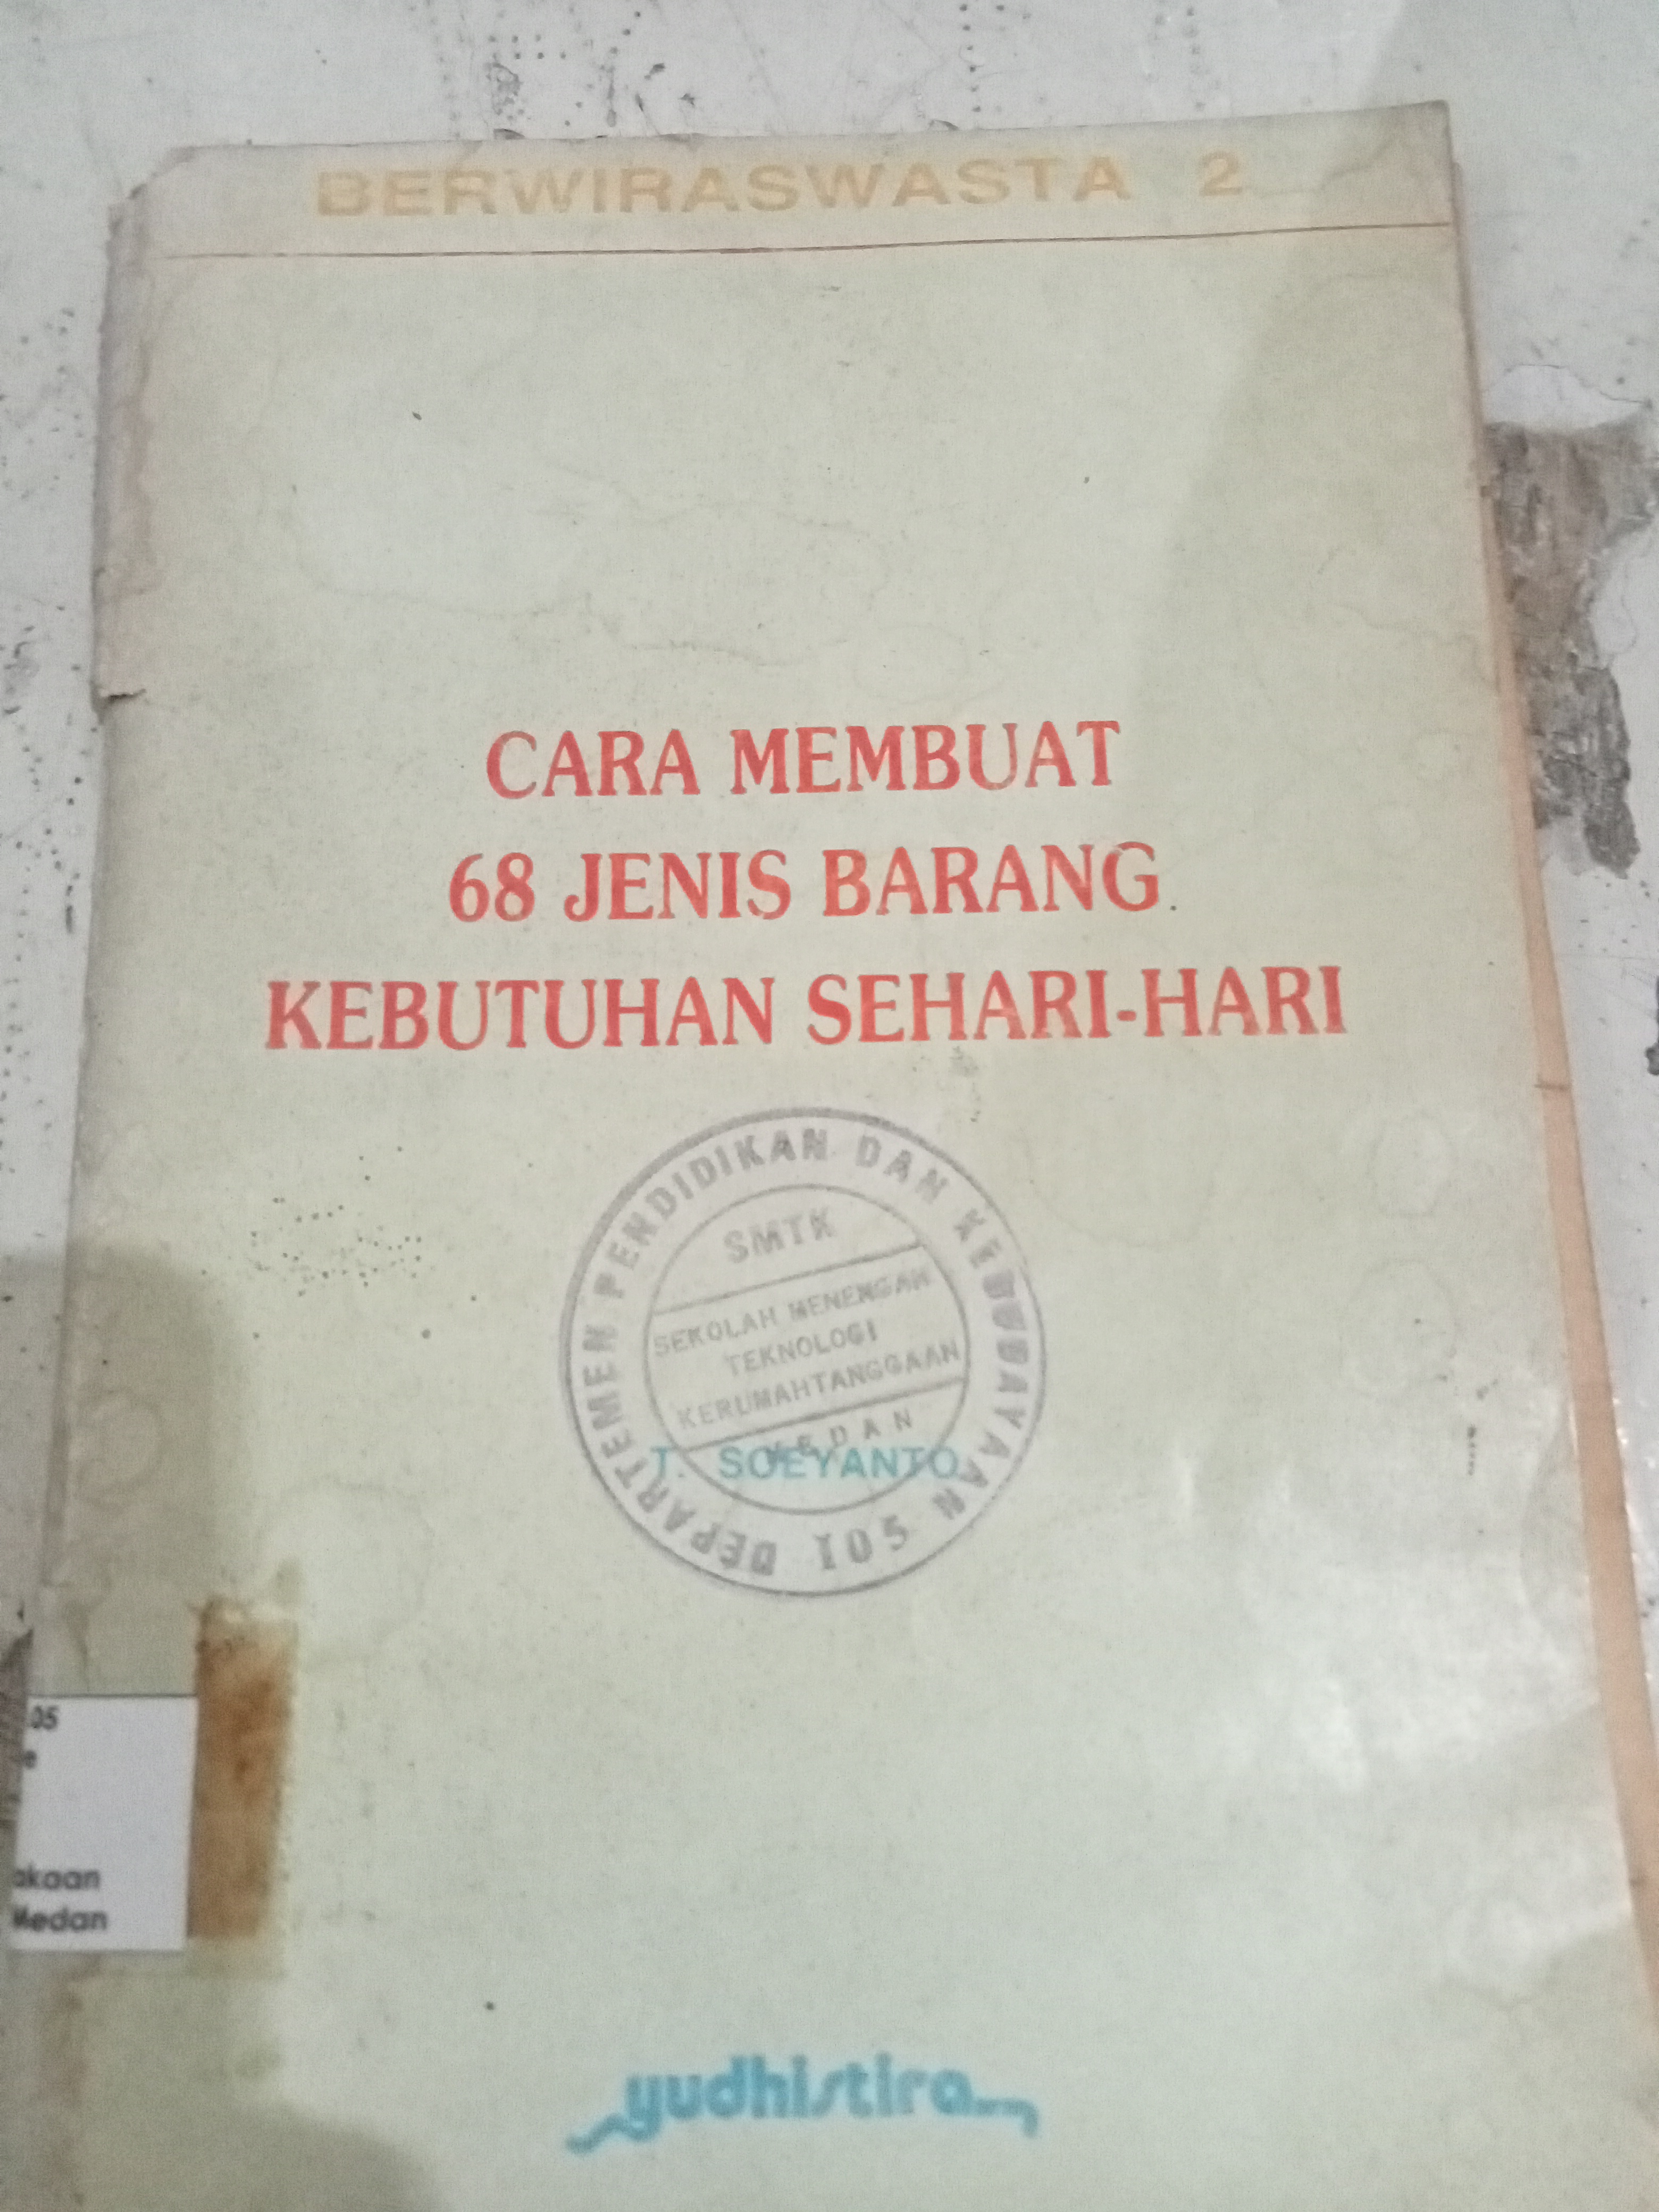 BERWIRASWASTA 2
CARA MEMBUAT
68 JENIS BARANG
KEBUTUHAN SEHARI-HARI
DEPARTEMEN PENDIDIKAN DAN KEBUDAYAAN 105
SMTK
SEKOLAH MENENGAH
TEKNOLOGI
KERUMAHTANGGAAN
MEDAN
T. SOEYANTO
05
e
akaan
Medan
yudhistira